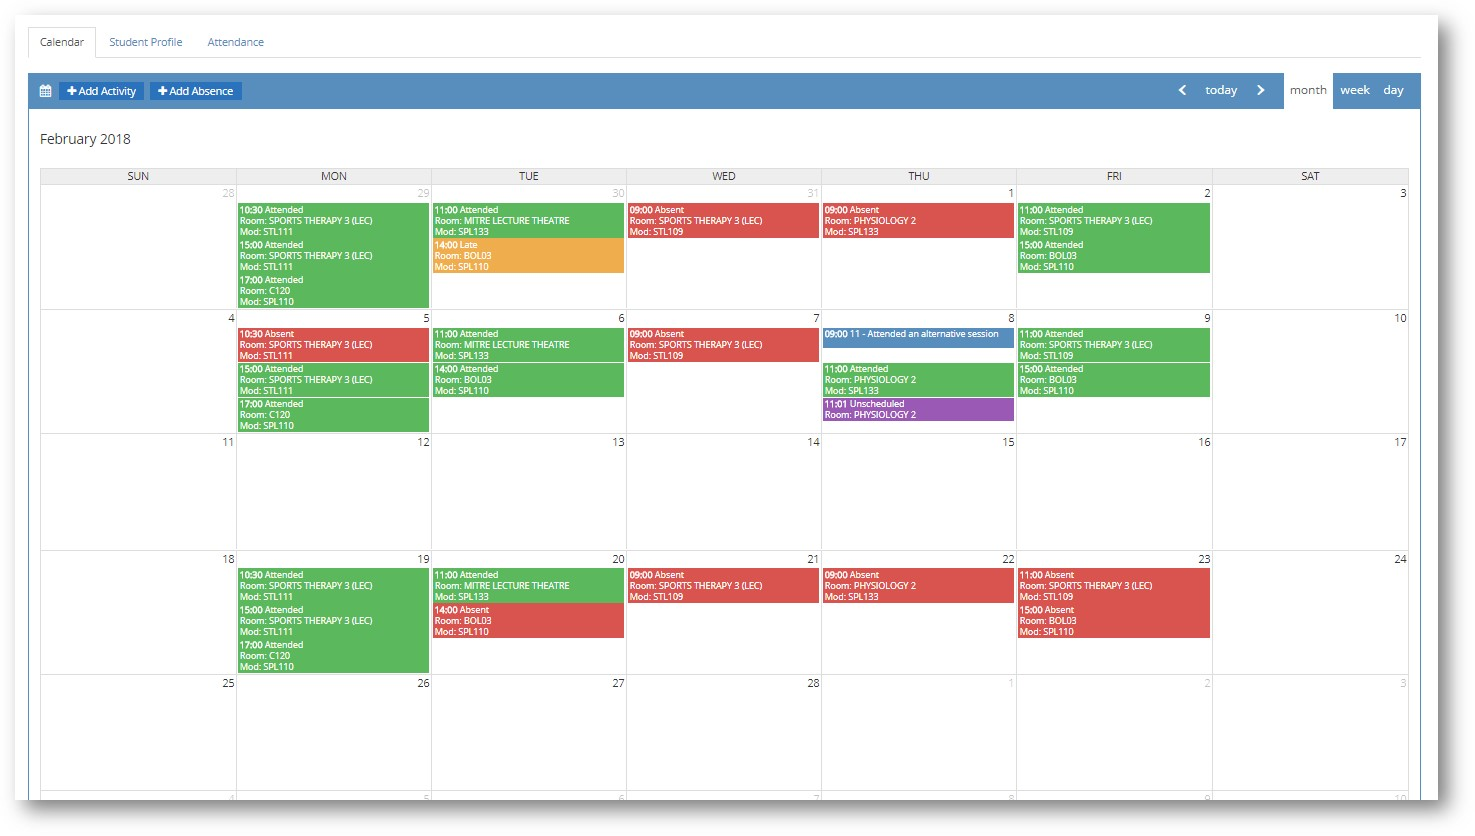 Calendar Student Profile Attendance
Add Activity Add Absence today month week day
February 2018
SUN MON TUE WED THU FRI SAT
28 29 30 31 1 2 3
10:30 Attended
Room: SPORTS THERAPY 3 (LEC)
Mod: STL111
15:00 Attended
Room: SPORTS THERAPY 3 (LEC)
Mod: STL111
17:00 Attended
Room: C120
Mod: SPL110
11:00 Attended
Room: MITRE LECTURE THEATRE
Mod: SPL133
14:00 Late
Room: BOL03
Mod: SPL110
09:00 Absent
Room: SPORTS THERAPY 3 (LEC)
Mod: STL109
09:00 Absent
Room: PHYSIOLOGY 2
Mod: SPL133
11:00 Attended
Room: SPORTS THERAPY 3 (LEC)
Mod: STL109
15:00 Attended
Room: BOL03
Mod: SPL110
4 5 6 7 8 9 10
10:30 Absent
Room: SPORTS THERAPY 3 (LEC)
Mod: STL111
15:00 Attended
Room: SPORTS THERAPY 3 (LEC)
Mod: STL111
17:00 Attended
Room: C120
Mod: SPL110
11:00 Attended
Room: MITRE LECTURE THEATRE
Mod: SPL133
14:00 Attended
Room: BOL03
Mod: SPL110
09:00 Absent
Room: SPORTS THERAPY 3 (LEC)
Mod: STL109
09:00 11 - Attended an alternative session
11:00 Attended
Room: PHYSIOLOGY 2
Mod: SPL133
11:01 Unscheduled
Room: PHYSIOLOGY 2
11:00 Attended
Room: SPORTS THERAPY 3 (LEC)
Mod: STL109
15:00 Attended
Room: BOL03
Mod: SPL110
11 12 13 14 15 16 17
18 19 20 21 22 23 24
10:30 Attended
Room: SPORTS THERAPY 3 (LEC)
Mod: STL111
15:00 Attended
Room: SPORTS THERAPY 3 (LEC)
Mod: STL111
17:00 Attended
Room: C120
Mod: SPL110
11:00 Attended
Room: MITRE LECTURE THEATRE
Mod: SPL133
14:00 Absent
Room: BOL03
Mod: SPL110
09:00 Absent
Room: SPORTS THERAPY 3 (LEC)
Mod: STL109
09:00 Absent
Room: PHYSIOLOGY 2
Mod: SPL133
11:00 Absent
Room: SPORTS THERAPY 3 (LEC)
Mod: STL109
15:00 Absent
Room: BOL03
Mod: SPL110
25 26 27 28 1 2 3